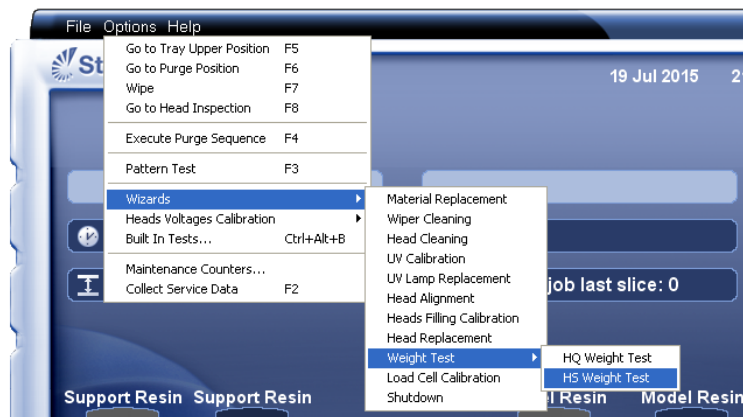 File Options Help
Go to Tray Upper Position F5
Go to Purge Position F6
Wipe F7
Go to Head Inspection F8
Execute Purge Sequence F4
Pattern Test F3
Wizards
Heads Voltages Calibration
Built In Tests... Ctrl+Alt+B
Maintenance Counters...
Collect Service Data F2
St
19 Jul 2015 2
Material Replacement
Wiper Cleaning
Head Cleaning
UV Calibration
UV Lamp Replacement
Head Alignment
Heads Filling Calibration
Head Replacement
Weight Test
Load Cell Calibration
Shutdown
HQ Weight Test
HS Weight Test
job last slice: 0
Support Resin Support Resin Resin Model Resin